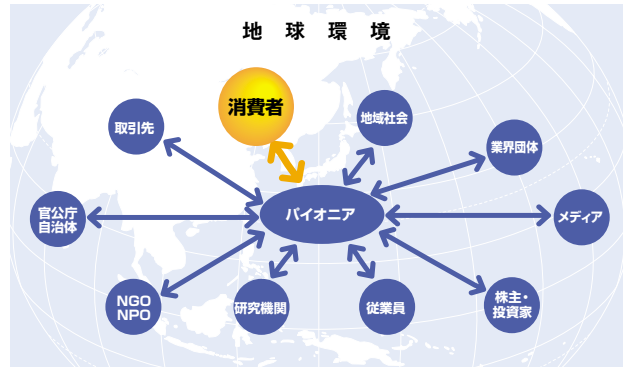 地球環境
消費者
取引先
地域社会
業界団体
官公庁
自治体
パイオニア
メディア
NGO
NPO
研究機関
従業員
株主・
投資家